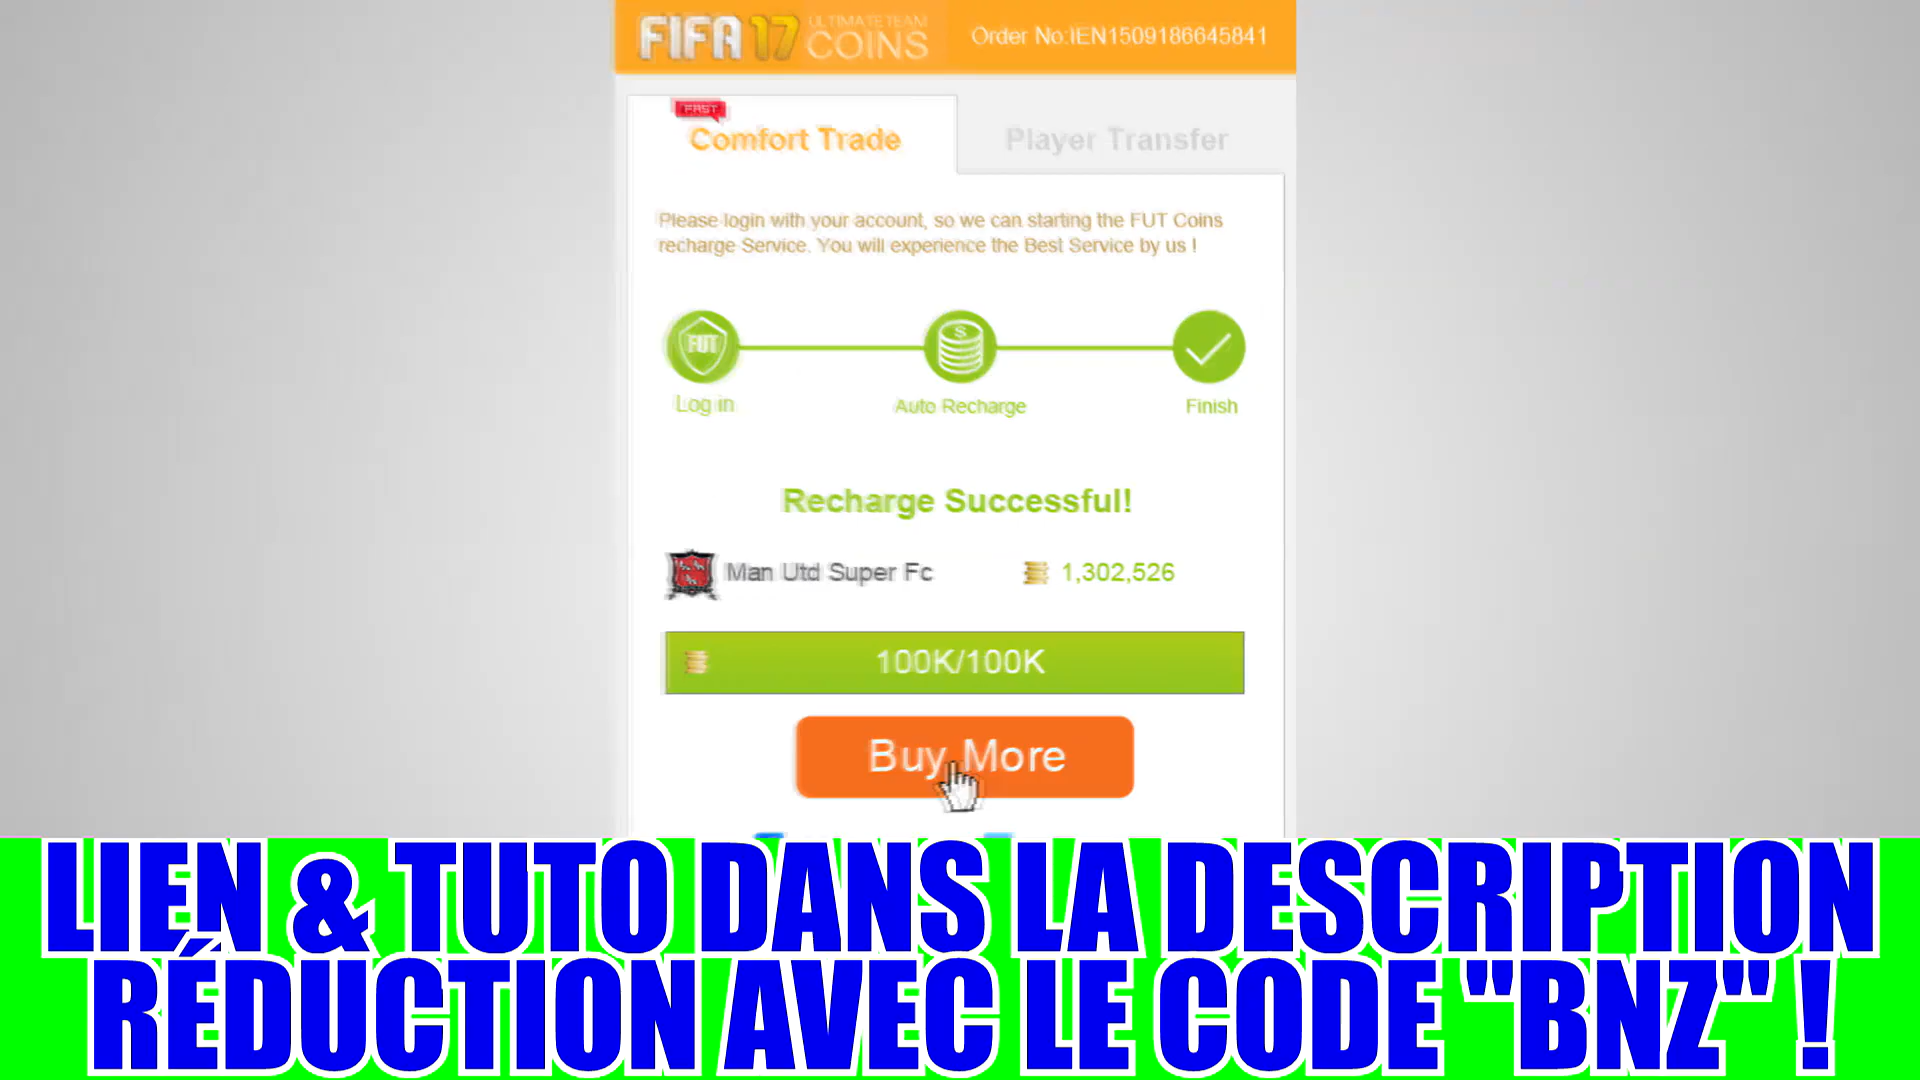 FIFA 17 ULTIMATE TEAM COINS
Order No:IEN1509186645841
FAST
Comfort Trade
Player Transfer
Please login with your account, so we can starting the FUT Coins
recharge Service. You will experience the Best Service by us !
FUT
$
Log in
Auto Recharge
Finish
Recharge Successful!
Man Utd Super Fc
1,302,526
100K/100K
Buy More
LIEN & TUTO DANS LA DESCRIPTION
RÉDUCTION AVEC LE CODE "BNZ" !